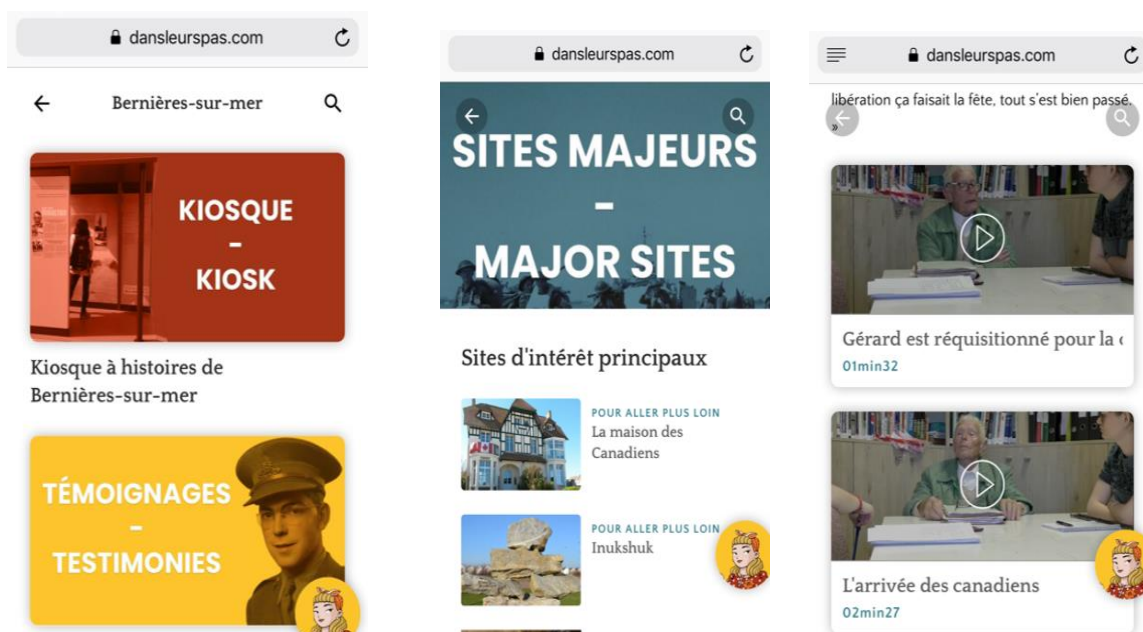 dansleurspas.com
Bernières-sur-mer
KIOSQUE
-
KIOSK
Kiosque à histoires de
Bernières-sur-mer
TÉMOIGNAGES
-
TESTIMONIES
dansleurspas.com
SITES MAJEURS
-
MAJOR SITES
Sites d'intérêt principaux
POUR ALLER PLUS LOIN
La maison des
Canadiens
POUR ALLER PLUS LOIN
Inukshuk
dansleurspas.com
libération ça faisait la fête, tout s'est bien passé.
»
Gérard est réquisitionné pour la
01min32
L'arrivée des canadiens
02min27